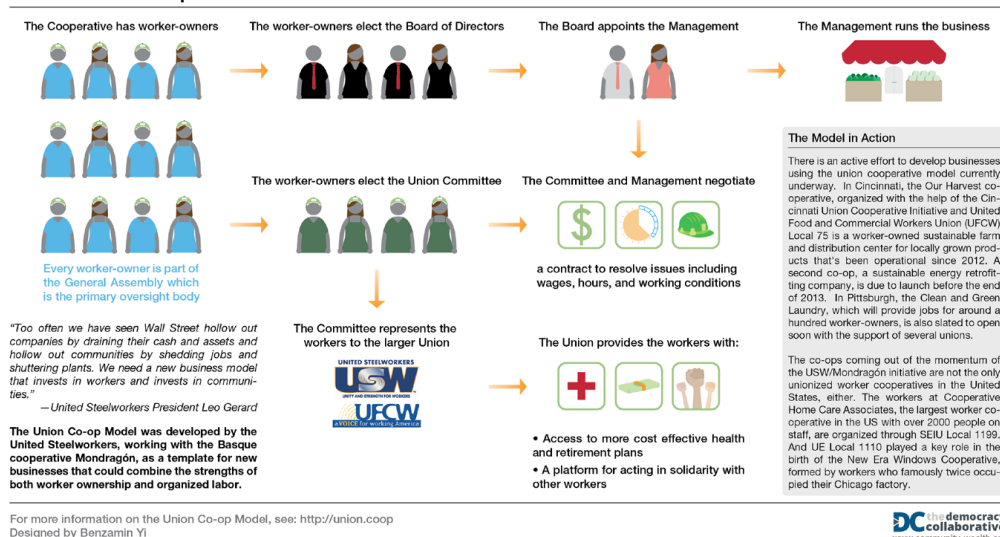 The Cooperative has worker-owners
The worker-owners elect the Board of Directors
The Board appoints the Management
The Management runs the business
The worker-owners elect the Union Committee
The Committee and Management negotiate
$
a contract to resolve issues including
wages, hours, and working conditions
Every worker-owner is part of
the General Assembly which
is the primary oversight body
"Too often we have seen Wall Street hollow out
companies by draining their cash and assets and
hollow out communities by shedding jobs and
shuttering plants. We need a new business model
that invests in workers and invests in communi-
ties."
—United Steelworkers President Leo Gerard
The Union Co-op Model was developed by the
United Steelworkers, working with the Basque
cooperative Mondragón, as a template for new
businesses that could combine the strengths of
both worker ownership and organized labor.
The Committee represents the
workers to the larger Union
UNITED STEELWORKERS
USW
UNITY AND STRENGTH FOR WORKERS
UFCW
a VOICE for working America
The Union provides the workers with:
• Access to more cost effective health
and retirement plans
• A platform for acting in solidarity with
other workers
The Model in Action
There is an active effort to develop businesses
using the union cooperative model currently
underway. In Cincinnati, the Our Harvest co-
operative, organized with the help of the Cin-
cinnati Union Cooperative Initiative and United
Food and Commercial Workers Union (UFCW)
Local 75 is a worker-owned sustainable farm
and distribution center for locally grown prod-
ucts that's been operational since 2012. A
second co-op, a sustainable energy retrofit-
ting company, is due to launch before the end
of 2013. In Pittsburgh, the Clean and Green
Laundry, which will provide jobs for around a
hundred worker-owners, is also slated to open
soon with the support of several unions.
The co-ops coming out of the momentum of
the USW/Mondragón initiative are not the only
unionized worker cooperatives in the United
States, either. The workers at Cooperative
Home Care Associates, the largest worker co-
operative in the US with over 2000 people on
staff, are organized through SEIU Local 1199.
And UE Local 1110 played a key role in the
birth of the New Era Windows Cooperative,
formed by workers who famously twice occu-
pied their Chicago factory.
For more information on the Union Co-op Model, see: http://union.coop
Designed by Benzamin Yi
DC
the democracy
collaborative